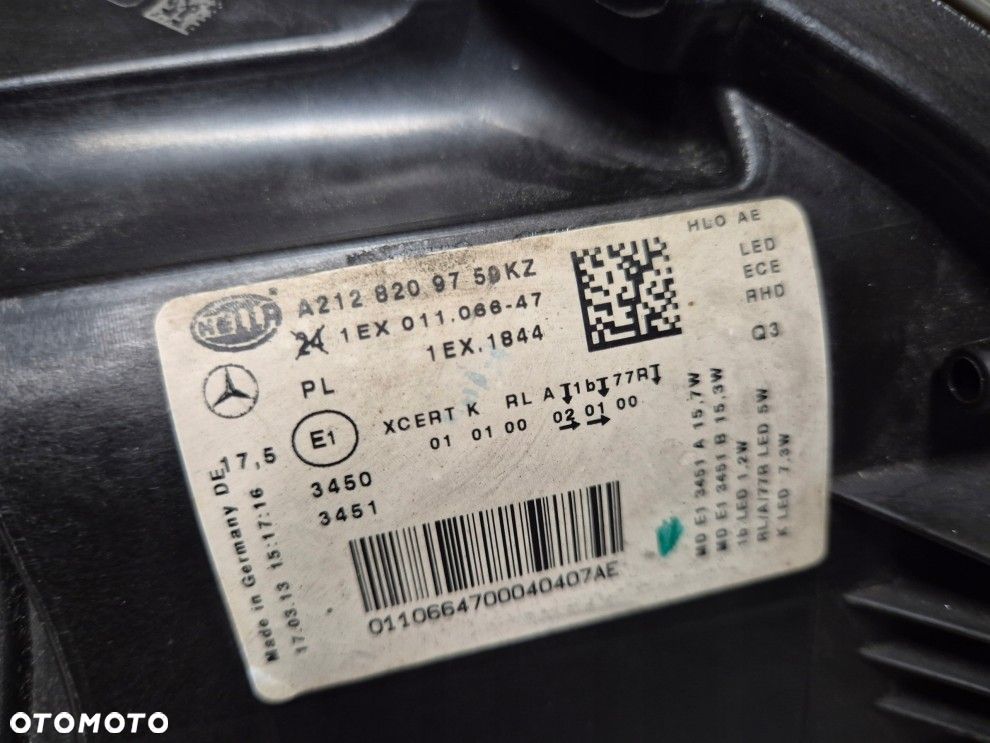 HLO AE
HELLA®
A212 820 97 59KZ
LED
24 1EX 011.066-47
ECE
1EX.1844
RHD
PL
Q3
E1
XCERT K RL A 1b 77R
01 01 00 02 01 00
17,5
3450
3451
Made in Germany DE
17.03.13 15:17:16
MD E1 3451 A 15,7W
MD E1 3451 B 15,3W
1b LED 1,2W
RL/A/77R LED 5W
K LED 7,3W
0110664700040407AE
OTOMOTO